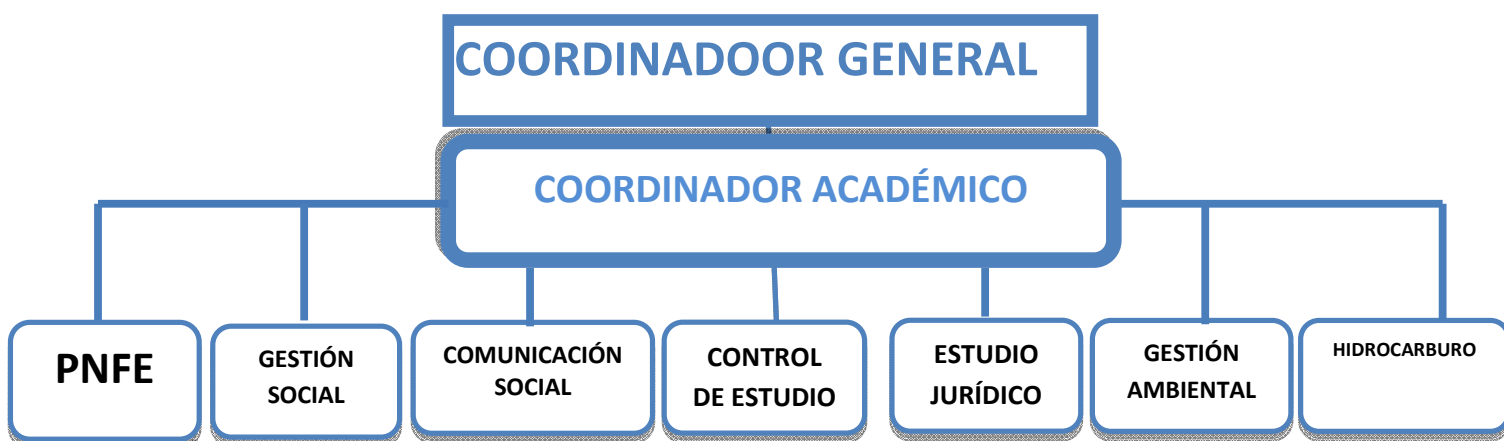 COORDINADOOR GENERAL
COORDINADOR ACADÉMICO
PNFE
GESTIÓN
SOCIAL
COMUNICACIÓN
SOCIAL
CONTROL
DE ESTUDIO
ESTUDIO
JURÍDICO
GESTIÓN
AMBIENTAL
HIDROCARBURO